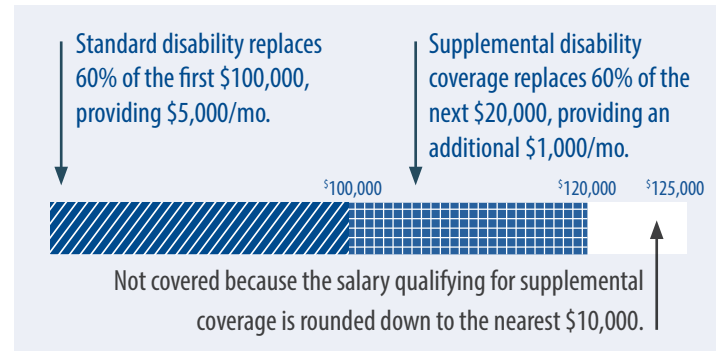 Standard disability replaces
60% of the first $100,000,
providing $5,000/mo.
Supplemental disability
coverage replaces 60% of the
next $20,000, providing an
additional $1,000/mo.
$100,000
$120,000
$125,000
Not covered because the salary qualifying for supplemental
coverage is rounded down to the nearest $10,000.